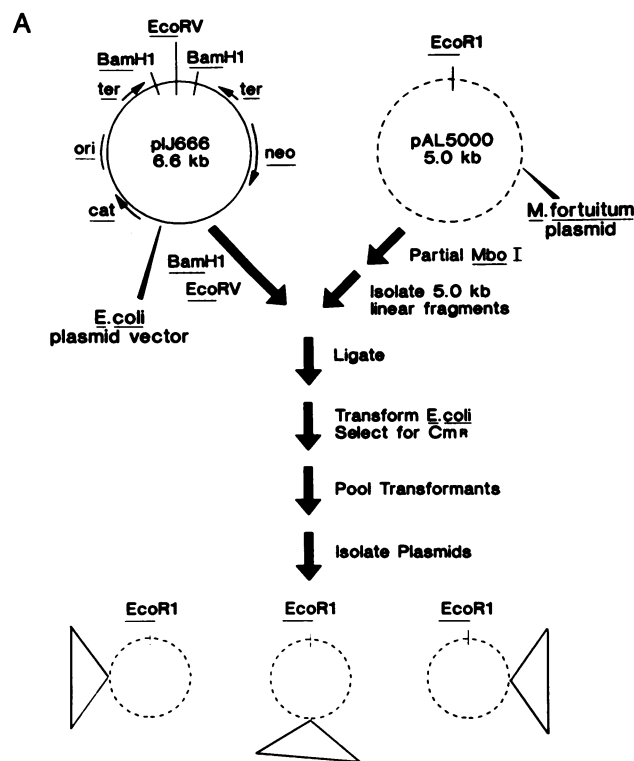 A
EcoRV
BamH1 BamH1
ter ter
ori
pIJ666
6.6 kb
neo
cat
E.coli
plasmid vector
BamH1
EcoRV
EcoR1
pAL5000
5.0 kb
M.fortuitum
plasmid
Partial Mbo I
Isolate 5.0 kb
linear fragments
Ligate
Transform E.coli
Select for CmR
Pool Transformants
Isolate Plasmids
EcoR1 EcoR1 EcoR1